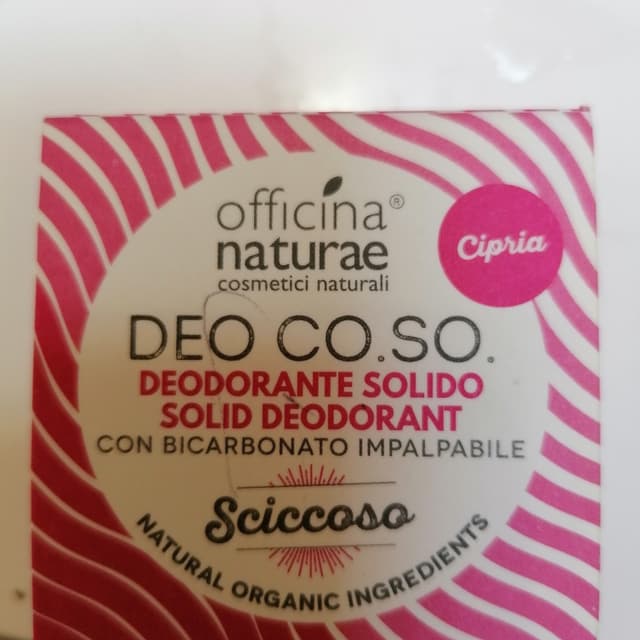 officina®
naturae
cosmetici naturali
Cipria
DEO CO.SO.
DEODORANTE SOLIDO
SOLID DEODORANT
CON BICARBONATO IMPALPABILE
Sciccoso
NATURAL ORGANIC INGREDIENTS